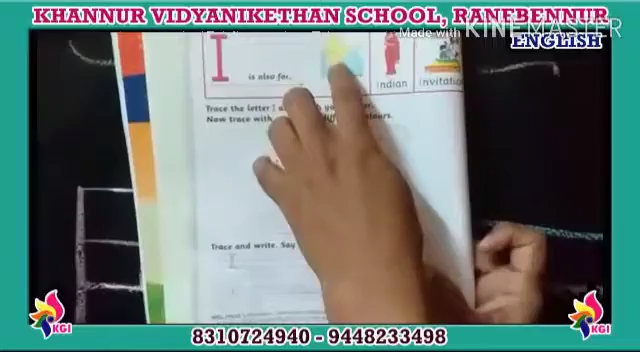 KHANNUR VIDYANIKETHAN SCHOOL, RANEBENNUR
Made with KINEMASTER
ENGLISH
I
is also for..
Indian
Invitation
Trace the letter I
Now trace with colours.
Trace and write. Say
I
KGI
KGI
8310724940 - 9448233498